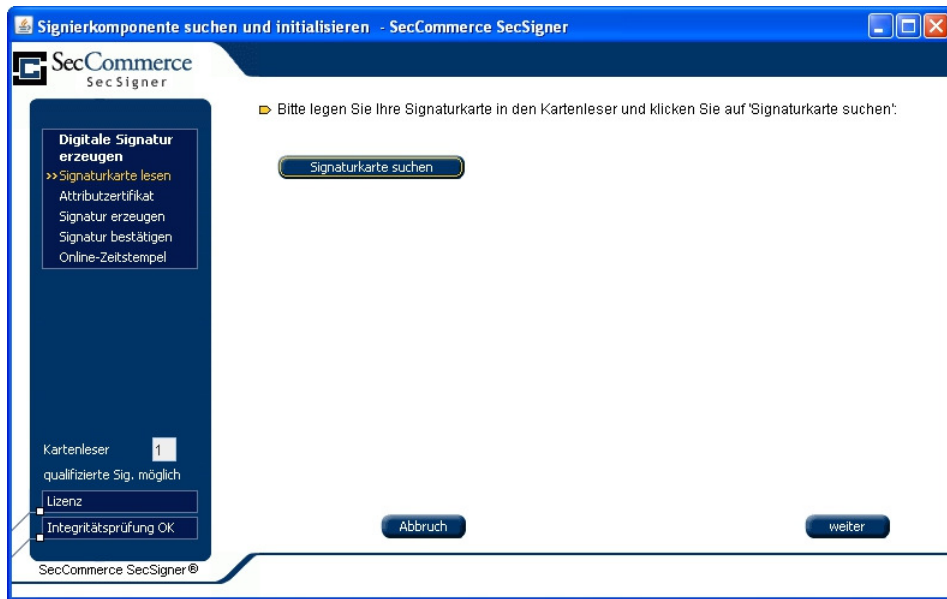 Signierkomponente suchen und initialisieren - SecCommerce SecSigner
SecCommerce
SecSigner
Bitte legen Sie Ihre Signaturkarte in den Kartenleser und klicken Sie auf 'Signaturkarte suchen':
Signaturkarte suchen
Digitale Signatur
erzeugen
>>Signaturkarte lesen
Attributzertifikat
Signatur erzeugen
Signatur bestätigen
Online-Zeitstempel
Kartenleser 1
qualifizierte Sig. möglich
Lizenz
Integritätsprüfung OK
Abbruch
weiter
SecCommerce SecSigner®